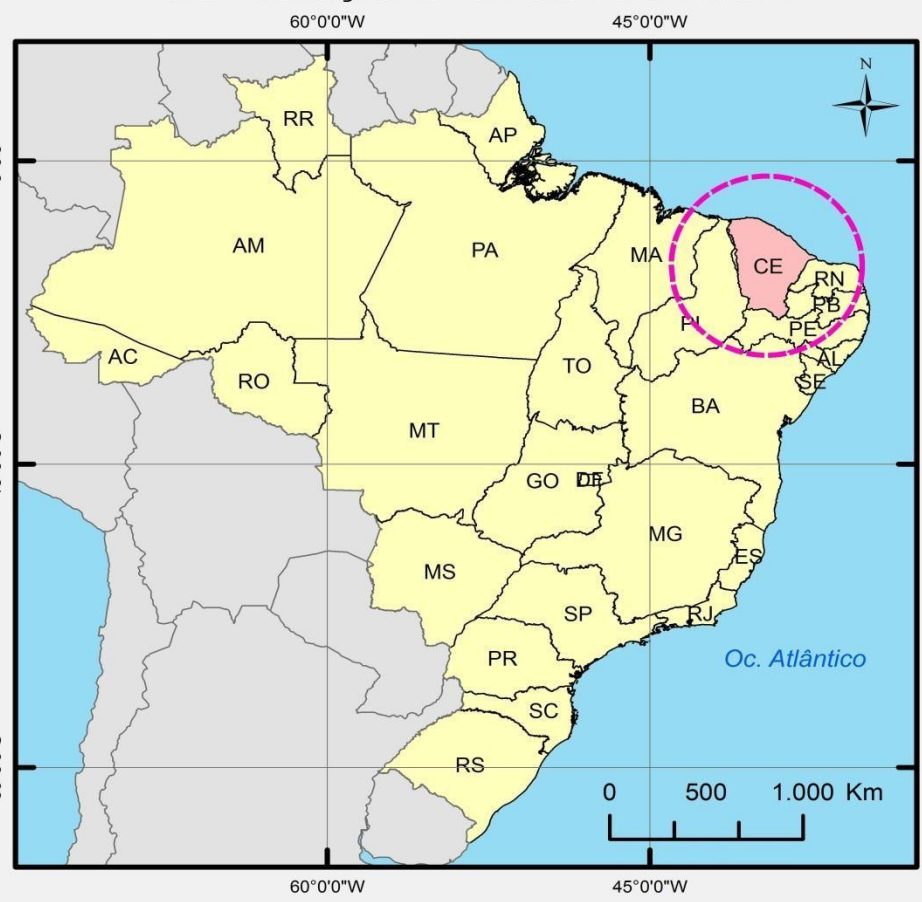 60°0'0"W 45°0'0"W
N
RR
AP
AM
PA
MA
CE
RN
PB
PI
PE
AC
TO
AL
RO
SE
BA
MT
GO
DF
MG
ES
MS
SP
RJ
PR
Oc. Atlântico
SC
RS
0 500 1.000 Km
60°0'0"W 45°0'0"W